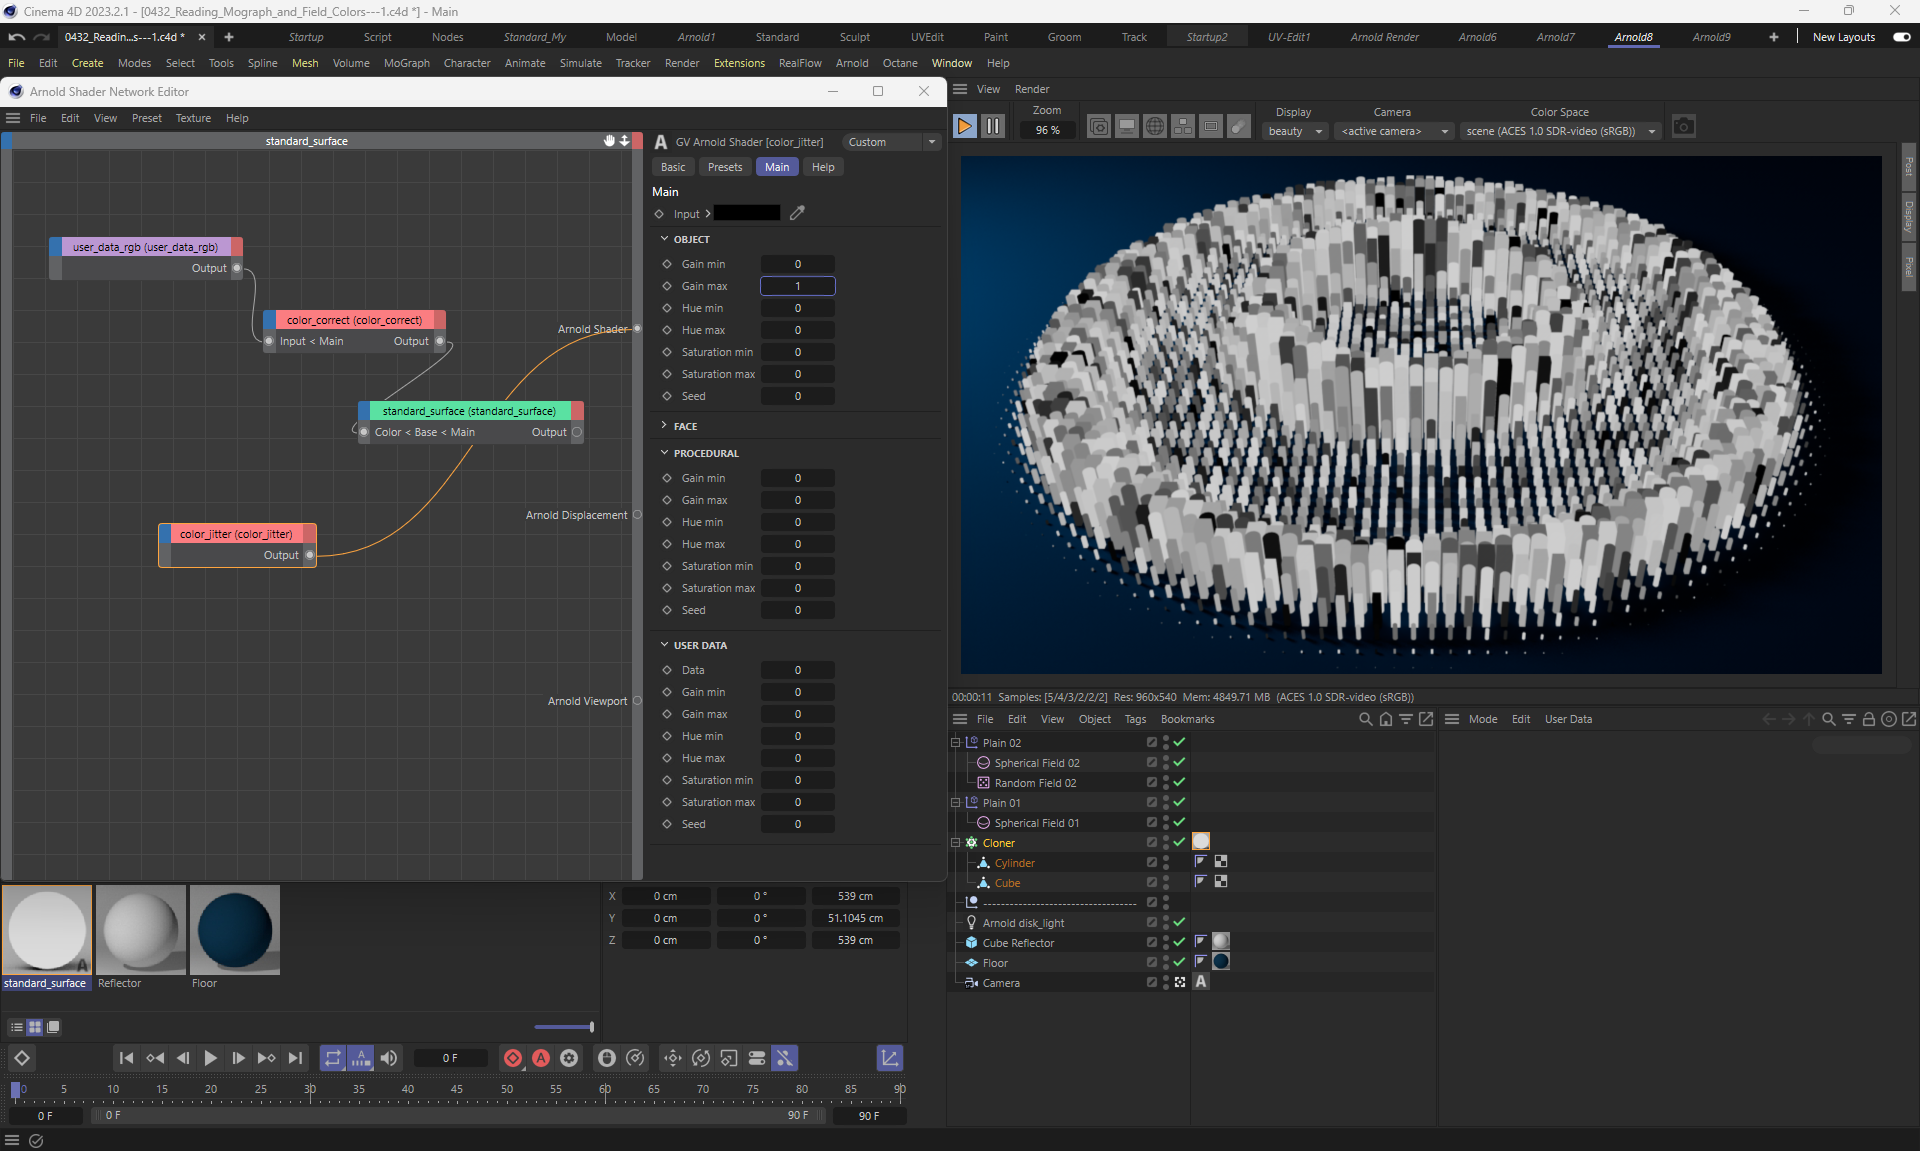 Cinema 4D 2023.2.1 - [0432_Reading_Mograph_and_Field_Colors---1.c4d *] - Main
0432_Readin...s---1.c4d *
Startup
Script
Nodes
Standard_My
Model
Arnold1
Standard
Sculpt
UVEdit
Paint
Groom
Track
Startup2
UV-Edit1
Arnold Render
Arnold6
Arnold7
Arnold8
Arnold9
New Layouts
File Edit Create Modes Select Tools Spline Mesh Volume MoGraph Character Animate Simulate Tracker Render Extensions RealFlow Arnold Octane Window Help
Arnold Shader Network Editor
File Edit View Preset Texture Help
standard_surface
user_data_rgb (user_data_rgb)
Output
color_correct (color_correct)
Input < Main Output
Arnold Shader
standard_surface (standard_surface)
Color < Base < Main Output
Arnold Displacement
color_jitter (color_jitter)
Output
Arnold Viewport
GV Arnold Shader [color_jitter]
Custom
Basic Presets Main Help
Main
Input >
OBJECT
Gain min 0
Gain max 1
Hue min 0
Hue max 0
Saturation min 0
Saturation max 0
Seed 0
FACE
PROCEDURAL
Gain min 0
Gain max 0
Hue min 0
Hue max 0
Saturation min 0
Saturation max 0
Seed 0
USER DATA
Data 0
Gain min 0
Gain max 0
Hue min 0
Hue max 0
Saturation min 0
Saturation max 0
Seed 0
View Render
Zoom
96 %
Display
beauty
Camera
<active camera>
Color Space
scene (ACES 1.0 SDR-video (sRGB))
Post
Display
Pixel
00:00:11 Samples: [5/4/3/2/2/2] Res: 960x540 Mem: 4849.71 MB (ACES 1.0 SDR-video (sRGB))
File Edit View Object Tags Bookmarks
Plain 02
Spherical Field 02
Random Field 02
Plain 01
Spherical Field 01
Cloner
Cylinder
Cube
-----------------------------------
Arnold disk_light
Cube Reflector
Floor
Camera
Mode Edit User Data
standard_surface
Reflector
Floor
X 0 cm 0 ° 539 cm
Y 0 cm 0 ° 51.1045 cm
Z 0 cm 0 ° 539 cm
0 F
0 5 10 15 20 25 30 35 40 45 50 55 60 65 70 75 80 85 90
0 F 0 F 90 F 90 F